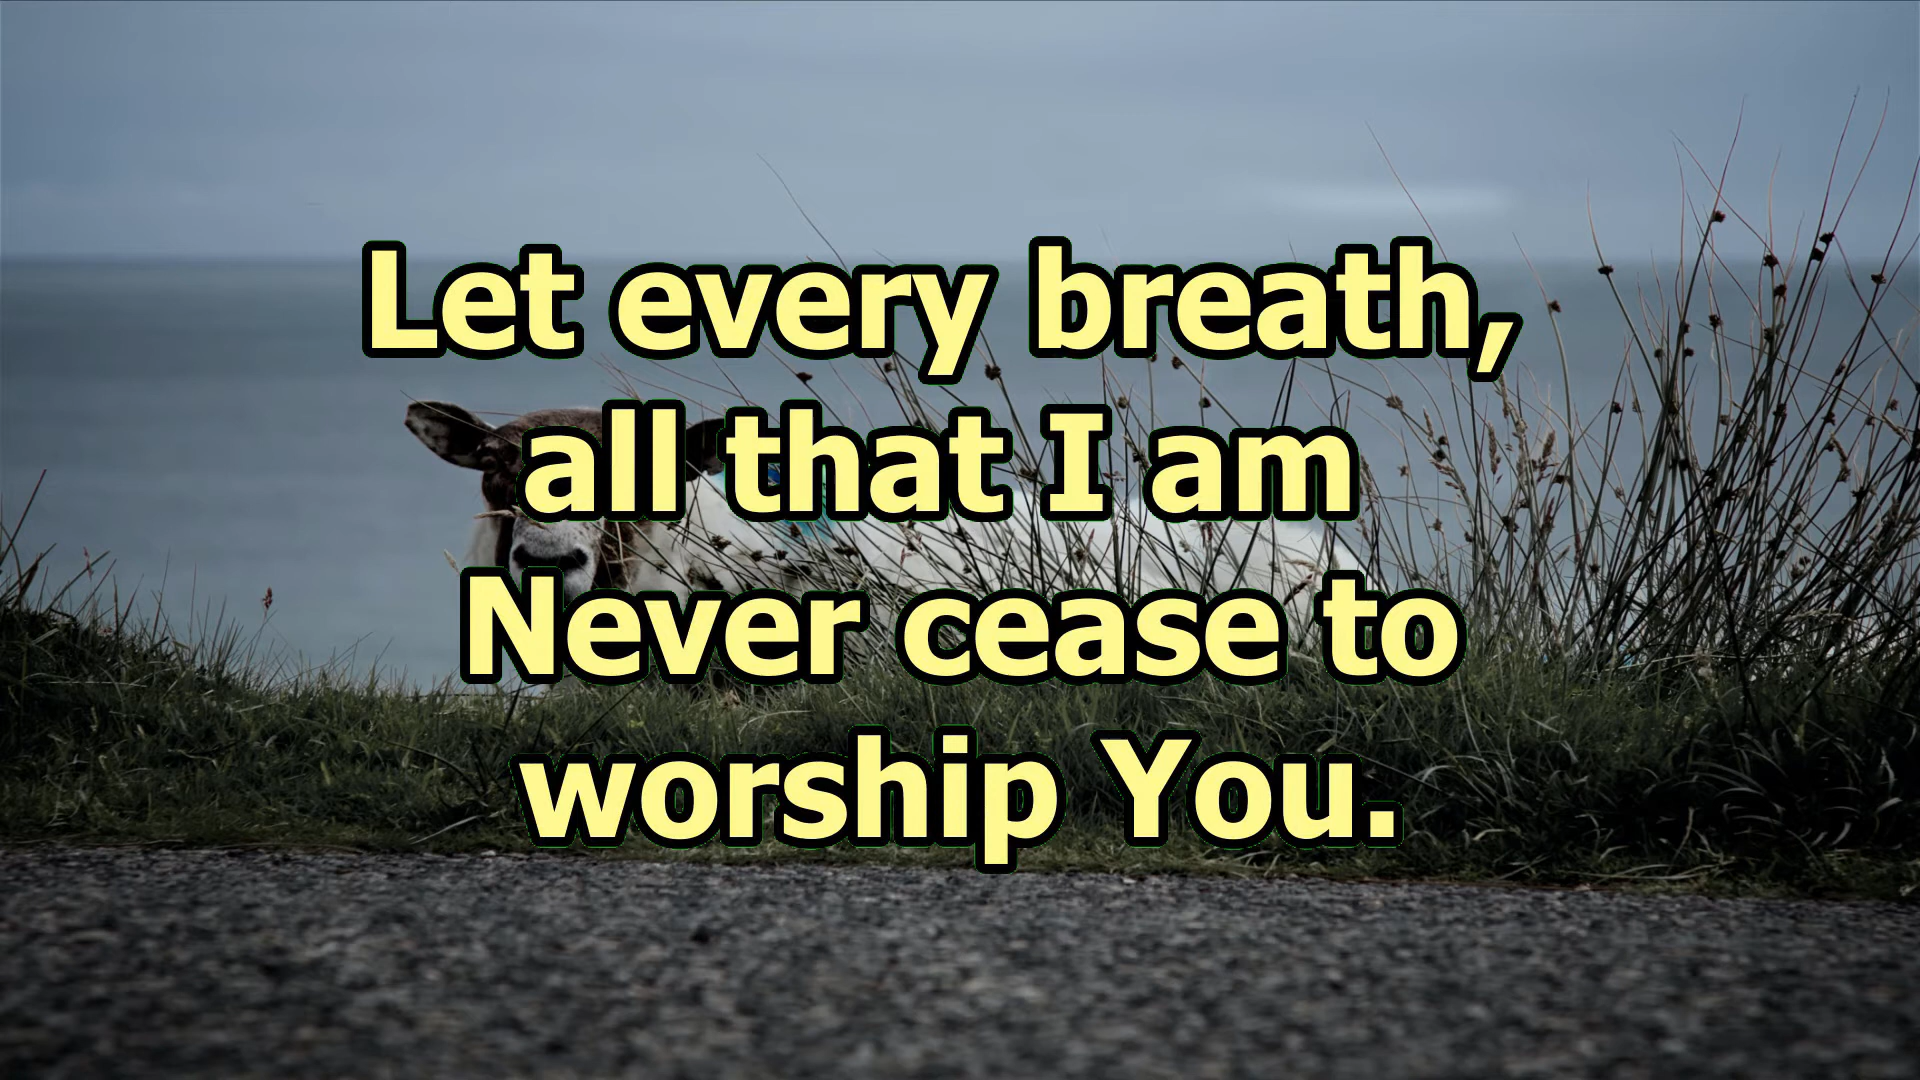 Let every breath,
all that I am
Never cease to
worship You.